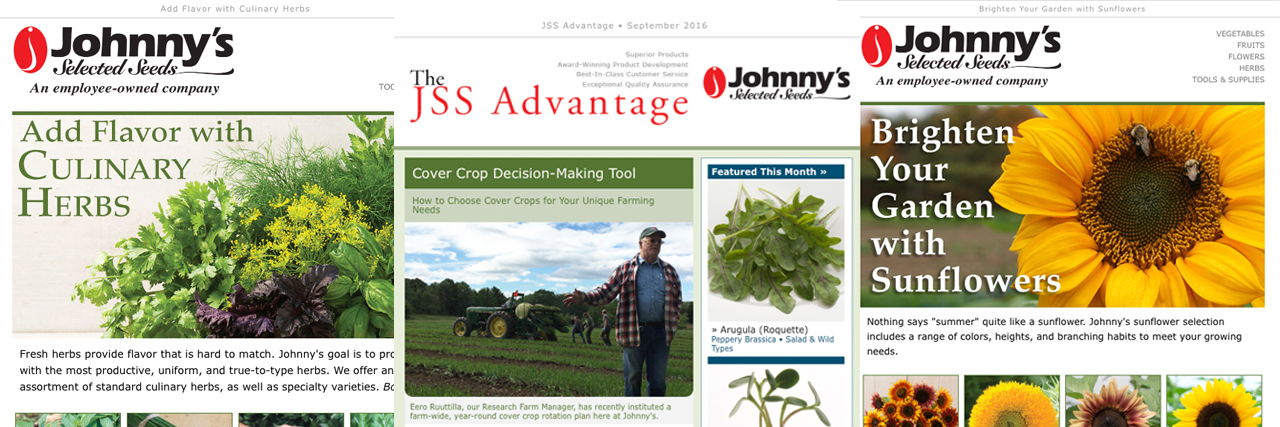 Add Flavor with Culinary Herbs
Johnny's
Selected Seeds
An employee-owned company
Add Flavor with
CULINARY
HERBS
Fresh herbs provide flavor that is hard to match. Johnny's goal is to
with the most productive, uniform, and true-to-type herbs. We offer an
assortment of standard culinary herbs, as well as specialty varieties.
JSS Advantage • September 2016
The
JSS Advantage
Superior Products
Award-Winning Product Development
Best-In-Class Customer Service
Exceptional Quality Assurance
Johnny's
Selected Seeds
Cover Crop Decision-Making Tool
How to Choose Cover Crops for Your Unique Farming
Needs
Eero Ruuttila, our Research Farm Manager, has recently instituted a
farm-wide, year-round cover crop rotation plan here at Johnny's.
Featured This Month »
» Arugula (Roquette)
Peppery Brassica • Salad & Wild
Types
Brighten Your Garden with Sunflowers
Johnny's
Selected Seeds
An employee-owned company
VEGETABLES
FRUITS
FLOWERS
HERBS
TOOLS & SUPPLIES
Brighten
Your
Garden
with
Sunflowers
Nothing says "summer" quite like a sunflower. Johnny's sunflower selection
includes a range of colors, heights, and branching habits to meet your growing
needs.